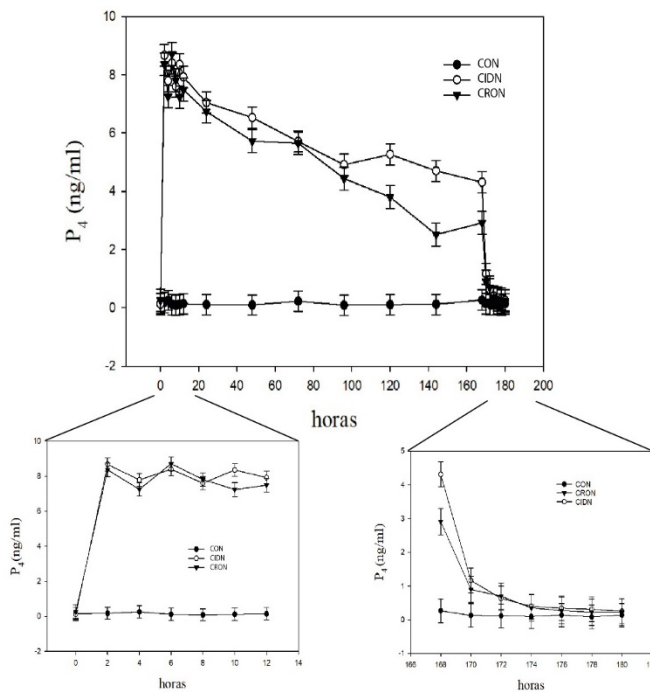 10
8
6
4
2
0
-2
P4 (ng/ml)
CON
CIDN
CRON
0 20 40 60 80 100 120 140 160 180 200
horas
10
8
6
4
2
0
-2
P4(ng/ml)
CON
CIDN
CRON
0 2 4 6 8 10 12 14
horas
5
4
3
2
1
0
-1
P4(ng/ml)
CON
CRON
CIDN
166 168 170 172 174 176 178 180 18
horas